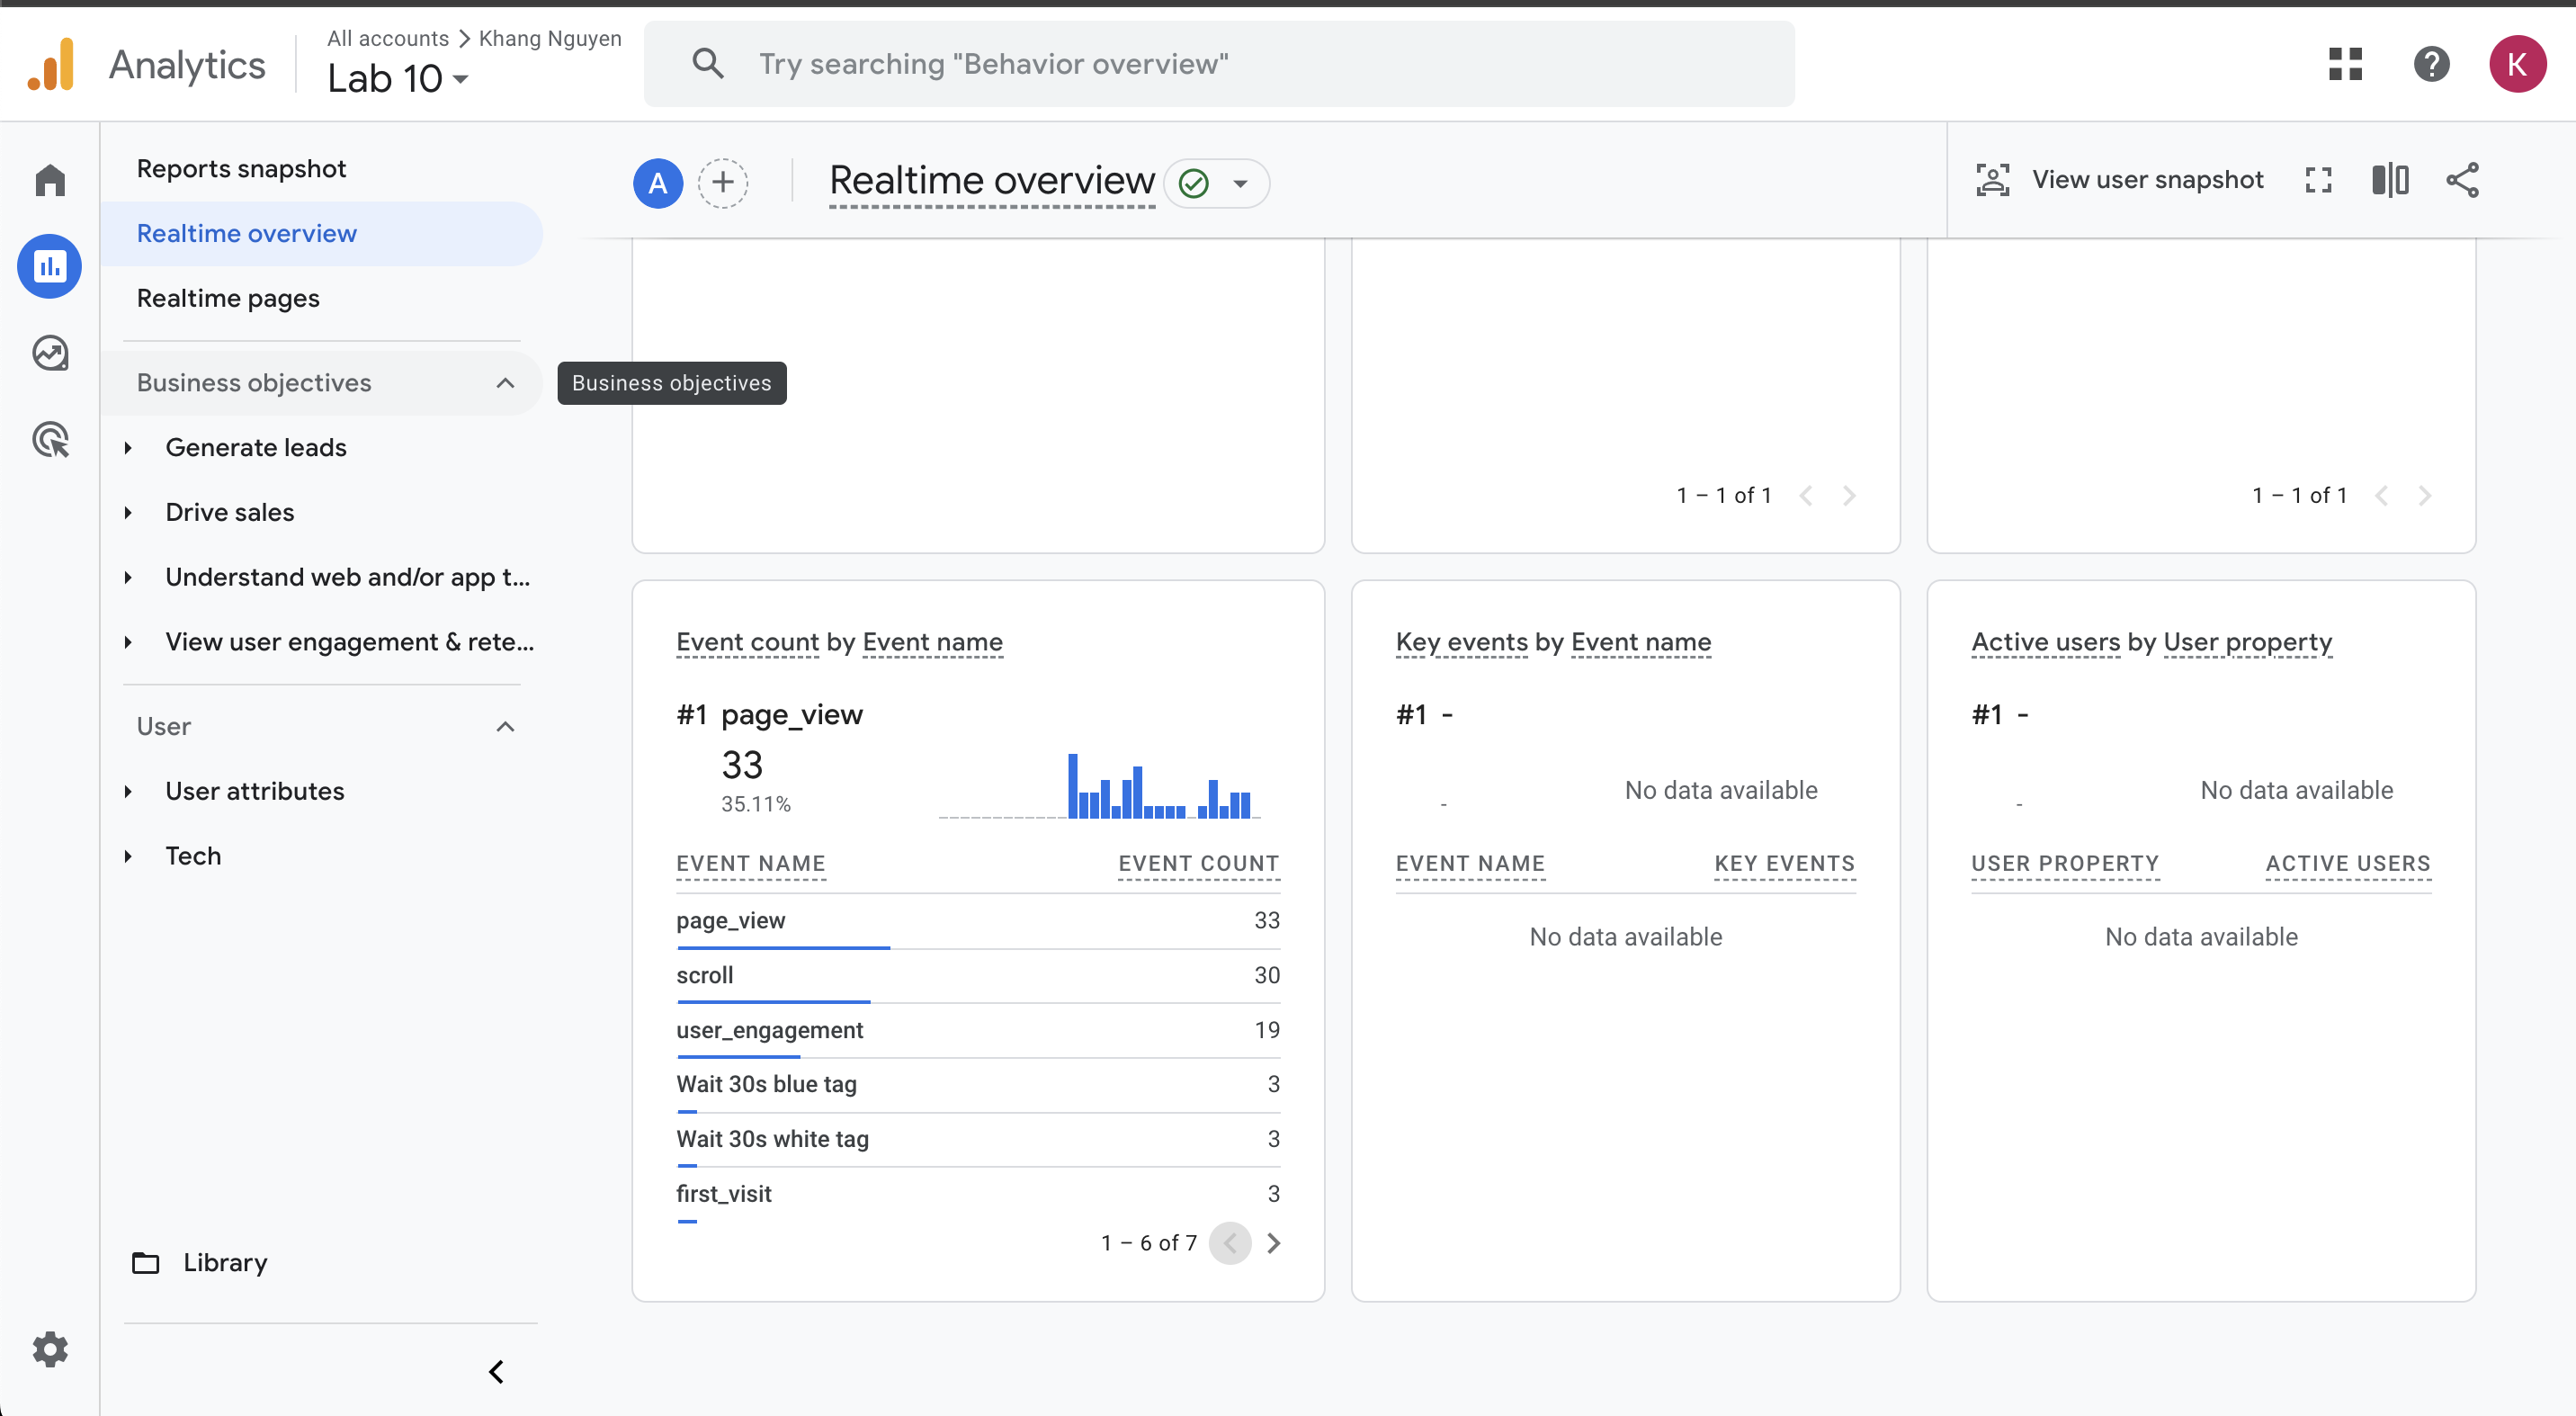 Analytics
All accounts > Khang Nguyen
Lab 10
Try searching "Behavior overview"
K
Reports snapshot
Realtime overview
Realtime pages
Business objectives
Generate leads
Drive sales
Understand web and/or app t...
View user engagement & rete...
User
User attributes
Tech
Library
Business objectives
A
Realtime overview
View user snapshot
1 – 1 of 1
1 – 1 of 1
Event count by Event name
#1 page_view
33
35.11%
EVENT NAME EVENT COUNT
page_view 33
scroll 30
user_engagement 19
Wait 30s blue tag 3
Wait 30s white tag 3
first_visit 3
1 – 6 of 7
Key events by Event name
#1 -
No data available
-
EVENT NAME KEY EVENTS
No data available
Active users by User property
#1 -
No data available
-
USER PROPERTY ACTIVE USERS
No data available